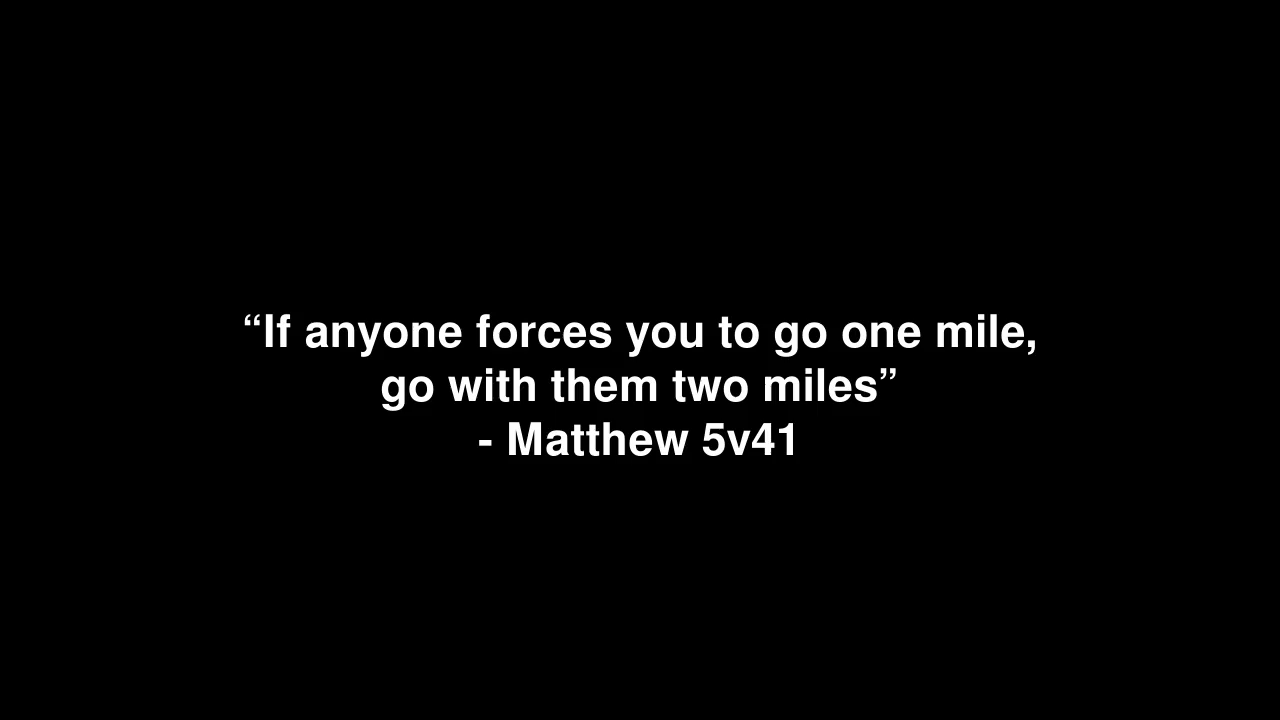 “If anyone forces you to go one mile,
go with them two miles”
- Matthew 5v41